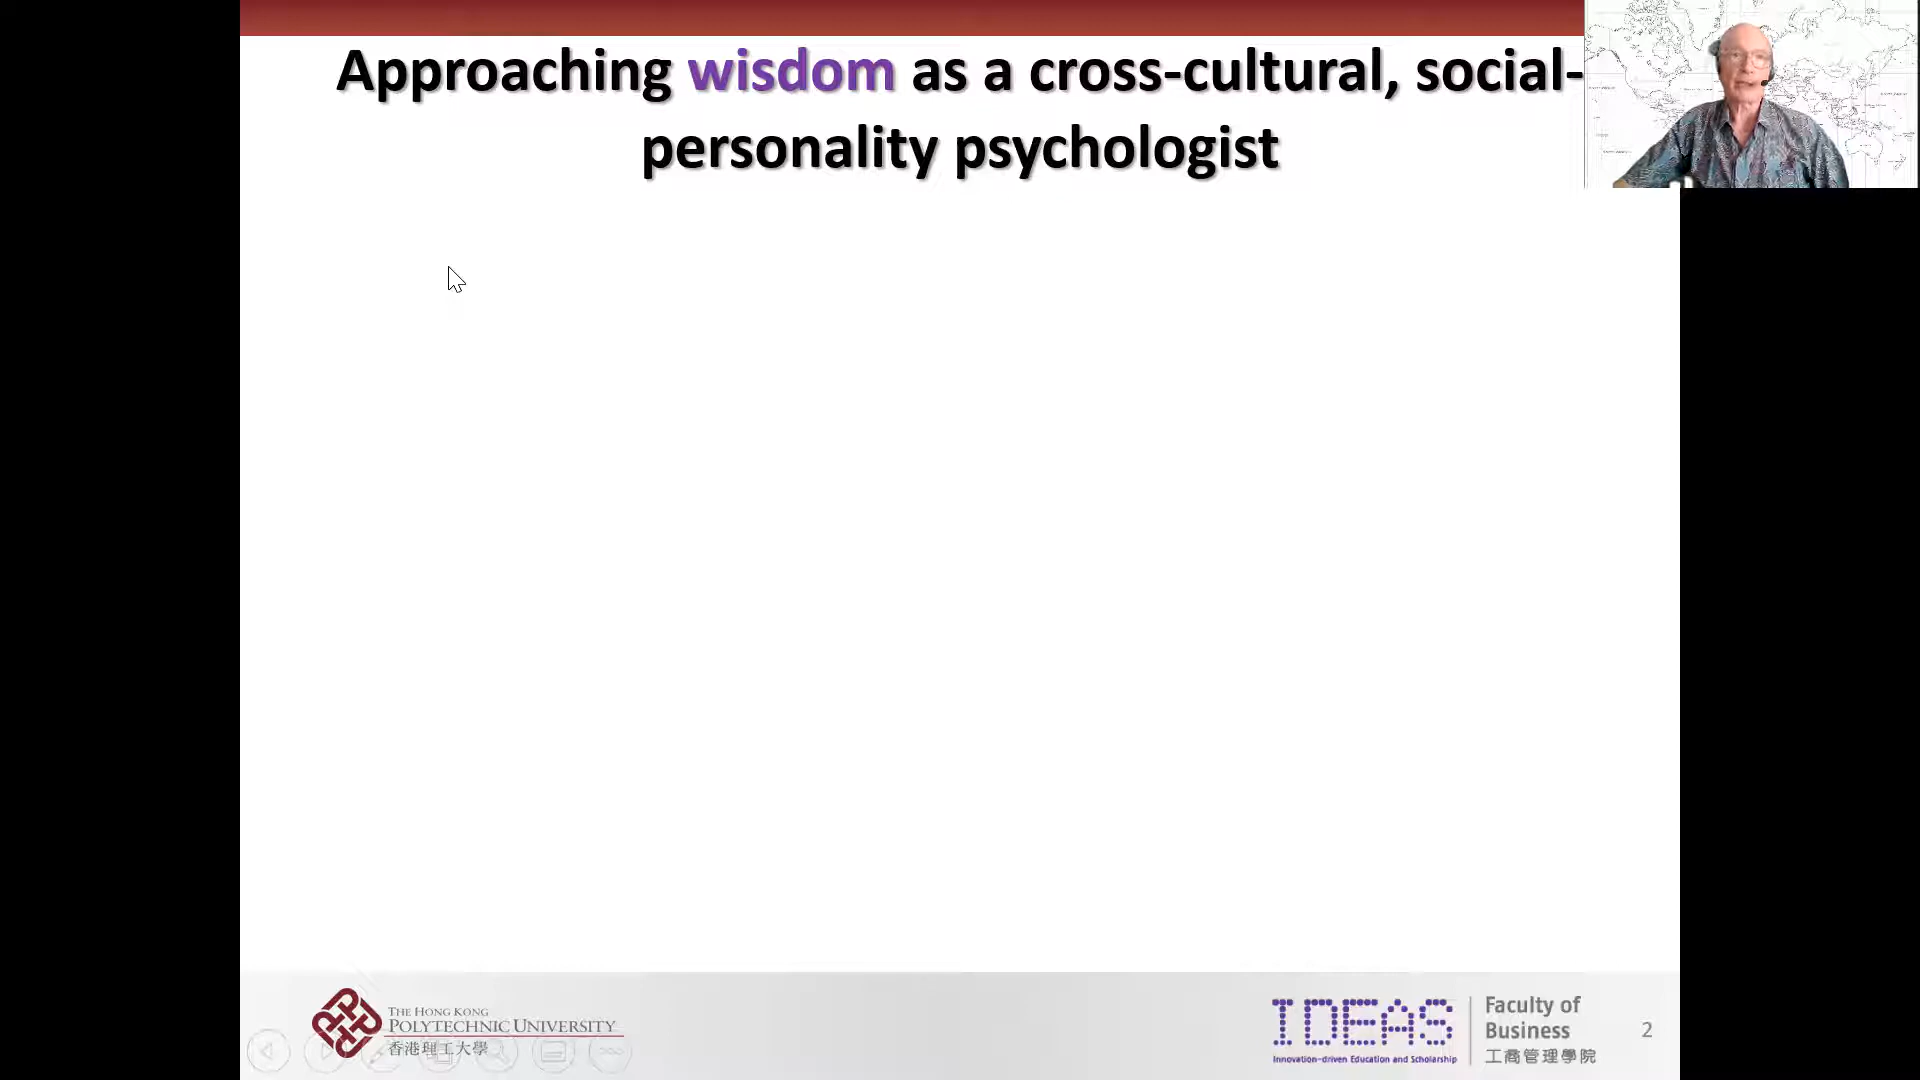 Approaching wisdom as a cross-cultural, social-
personality psychologist
THE HONG KONG
POLYTECHNIC UNIVERSITY
香港理工大學
IDEAS
Innovation-driven Education and Scholarship
Faculty of
Business
工商管理學院
2